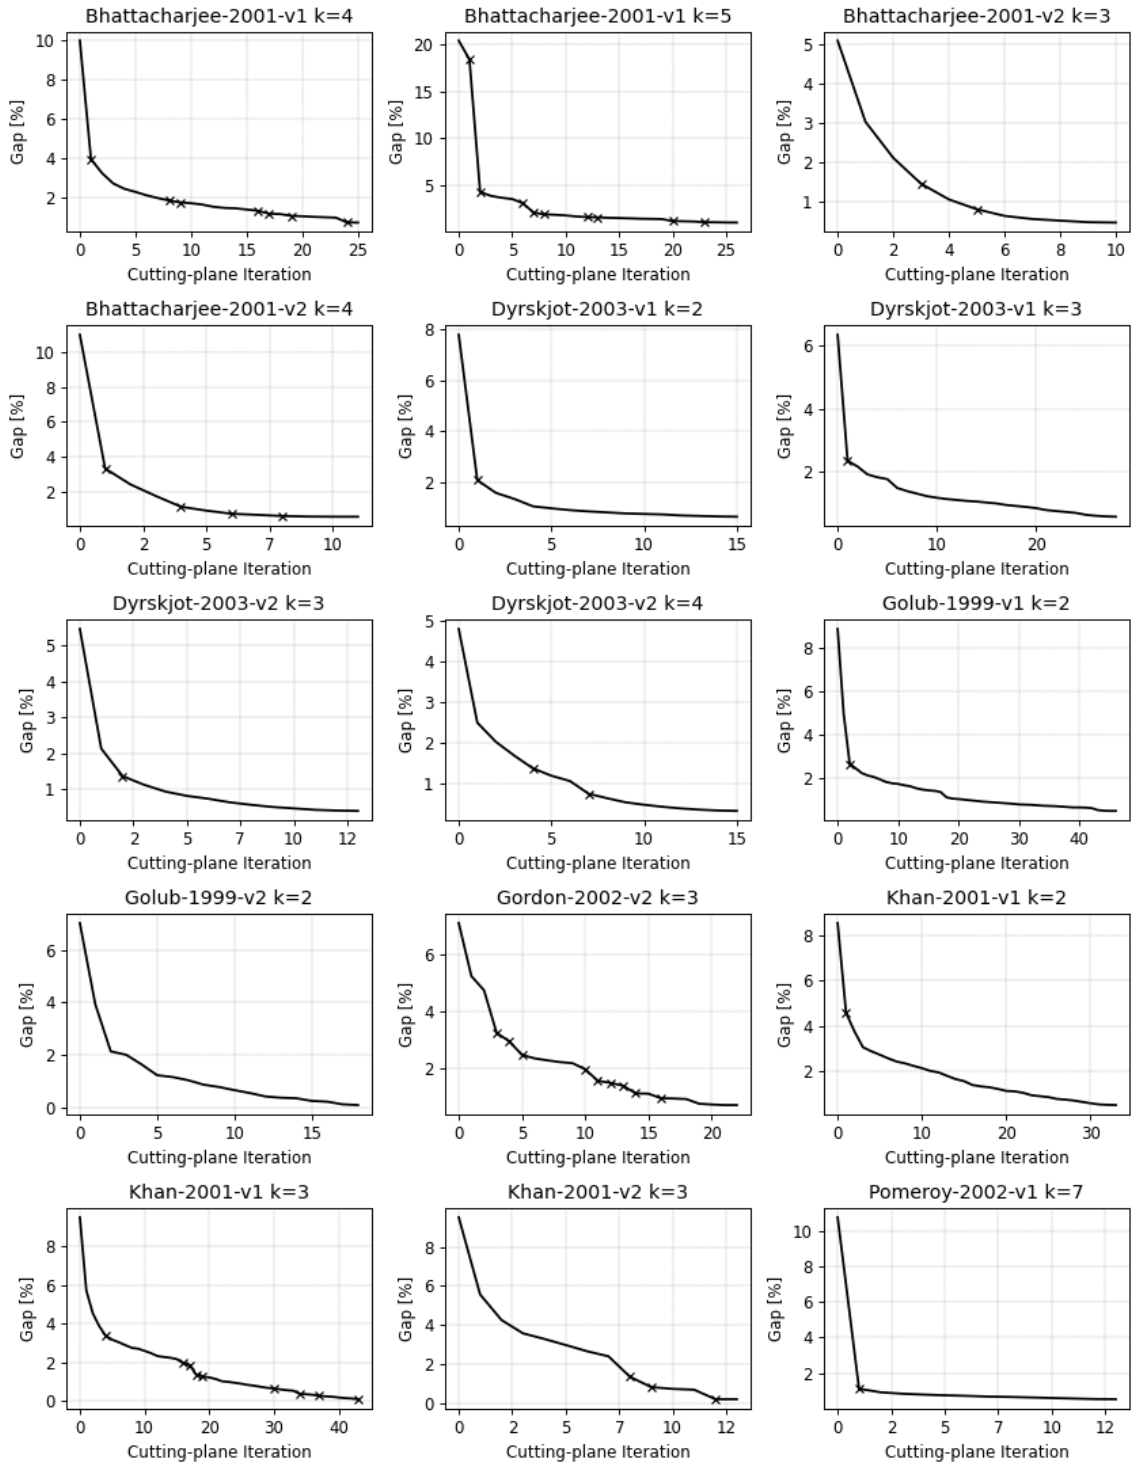 Bhattacharjee-2001-v1 k=4
Gap [%]
10
8
6
4
2
0 5 10 15 20 25
Cutting-plane Iteration
Bhattacharjee-2001-v1 k=5
Gap [%]
20
15
10
5
0 5 10 15 20 25
Cutting-plane Iteration
Bhattacharjee-2001-v2 k=3
Gap [%]
5
4
3
2
1
0 2 4 6 8 10
Cutting-plane Iteration
Bhattacharjee-2001-v2 k=4
Gap [%]
10
8
6
4
2
0 2 5 7 10
Cutting-plane Iteration
Dyrskjot-2003-v1 k=2
Gap [%]
8
6
4
2
0 5 10 15
Cutting-plane Iteration
Dyrskjot-2003-v1 k=3
Gap [%]
6
4
2
0 10 20
Cutting-plane Iteration
Dyrskjot-2003-v2 k=3
Gap [%]
5
4
3
2
1
0 2 5 7 10 12
Cutting-plane Iteration
Dyrskjot-2003-v2 k=4
Gap [%]
5
4
3
2
1
0 5 10 15
Cutting-plane Iteration
Golub-1999-v1 k=2
Gap [%]
8
6
4
2
0 10 20 30 40
Cutting-plane Iteration
Golub-1999-v2 k=2
Gap [%]
6
4
2
0
0 5 10 15
Cutting-plane Iteration
Gordon-2002-v2 k=3
Gap [%]
6
4
2
0 5 10 15 20
Cutting-plane Iteration
Khan-2001-v1 k=2
Gap [%]
8
6
4
2
0 10 20 30
Cutting-plane Iteration
Khan-2001-v1 k=3
Gap [%]
8
6
4
2
0
0 10 20 30 40
Cutting-plane Iteration
Khan-2001-v2 k=3
Gap [%]
8
6
4
2
0
0 2 5 7 10 12
Cutting-plane Iteration
Pomeroy-2002-v1 k=7
Gap [%]
10
8
6
4
2
0 2 5 7 10 12
Cutting-plane Iteration